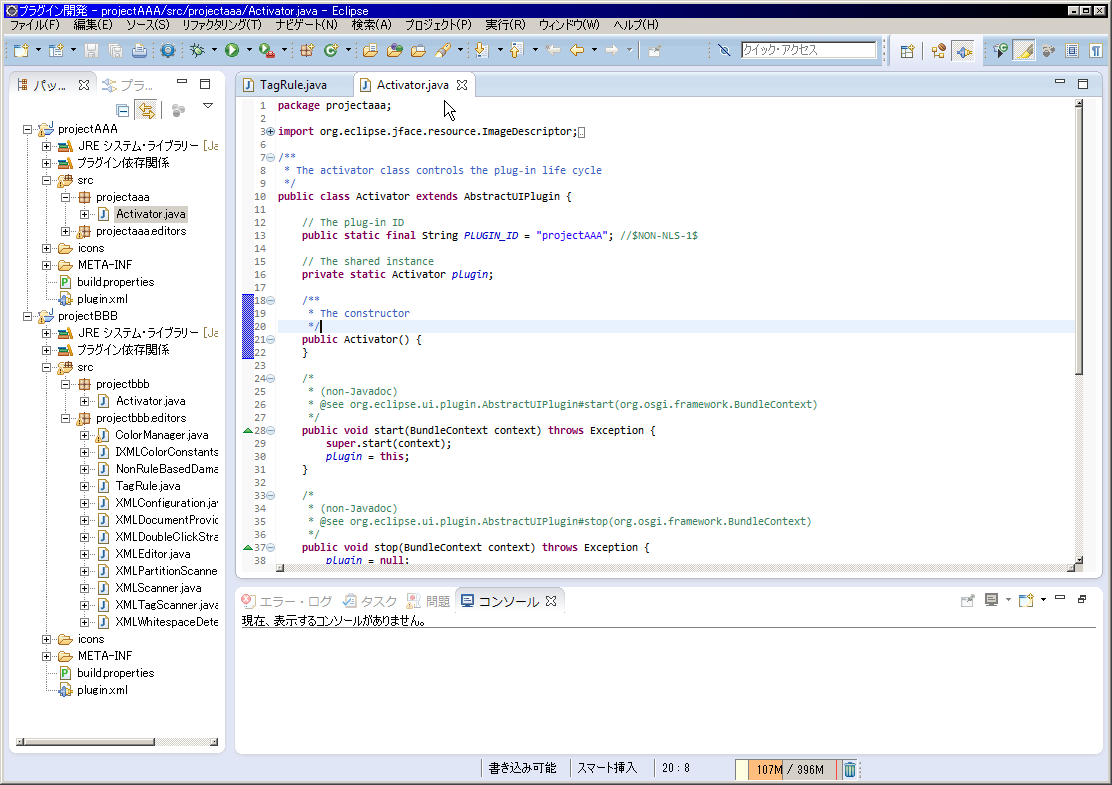 プラグイン開発 - projectAAA/src/projectaaa/Activator.java - Eclipse
ファイル(F) 編集(E) ソース(S) リファクタリング(T) ナビゲート(N) 検索(A) プロジェクト(P) 実行(R) ウィンドウ(W) ヘルプ(H)
クイック・アクセス
パッ...
プラ...
projectAAA
JRE システム・ライブラリー [Ja
プラグイン依存関係
src
projectaaa
Activator.java
projectaaa.editors
icons
META-INF
build.properties
plugin.xml
projectBBB
JRE システム・ライブラリー [Ja
プラグイン依存関係
src
projectbbb
Activator.java
projectbbb.editors
ColorManager.java
IXMLColorConstants
NonRuleBasedDama
TagRule.java
XMLConfiguration.jav
XMLDocumentProvid
XMLDoubleClickStra
XMLEditor.java
XMLPartitionScanne
XMLScanner.java
XMLTagScanner.java
XMLWhitespaceDete
icons
META-INF
build.properties
plugin.xml
TagRule.java
Activator.java
1 package projectaaa;
2
3 import org.eclipse.jface.resource.ImageDescriptor;
6
7 /**
8 * The activator class controls the plug-in life cycle
9 */
10 public class Activator extends AbstractUIPlugin {
11
12 // The plug-in ID
13 public static final String PLUGIN_ID = "projectAAA"; //$NON-NLS-1$
14
15 // The shared instance
16 private static Activator plugin;
17
18 /**
19 * The constructor
20 */
21 public Activator() {
22 }
23
24 /*
25 * (non-Javadoc)
26 * @see org.eclipse.ui.plugin.AbstractUIPlugin#start(org.osgi.framework.BundleContext)
27 */
28 public void start(BundleContext context) throws Exception {
29 super.start(context);
30 plugin = this;
31 }
32
33 /*
34 * (non-Javadoc)
35 * @see org.eclipse.ui.plugin.AbstractUIPlugin#stop(org.osgi.framework.BundleContext)
36 */
37 public void stop(BundleContext context) throws Exception {
38 plugin = null;
エラー・ログ タスク 問題 コンソール
現在、表示するコンソールがありません。
書き込み可能 スマート挿入 20 : 8 107M / 396M